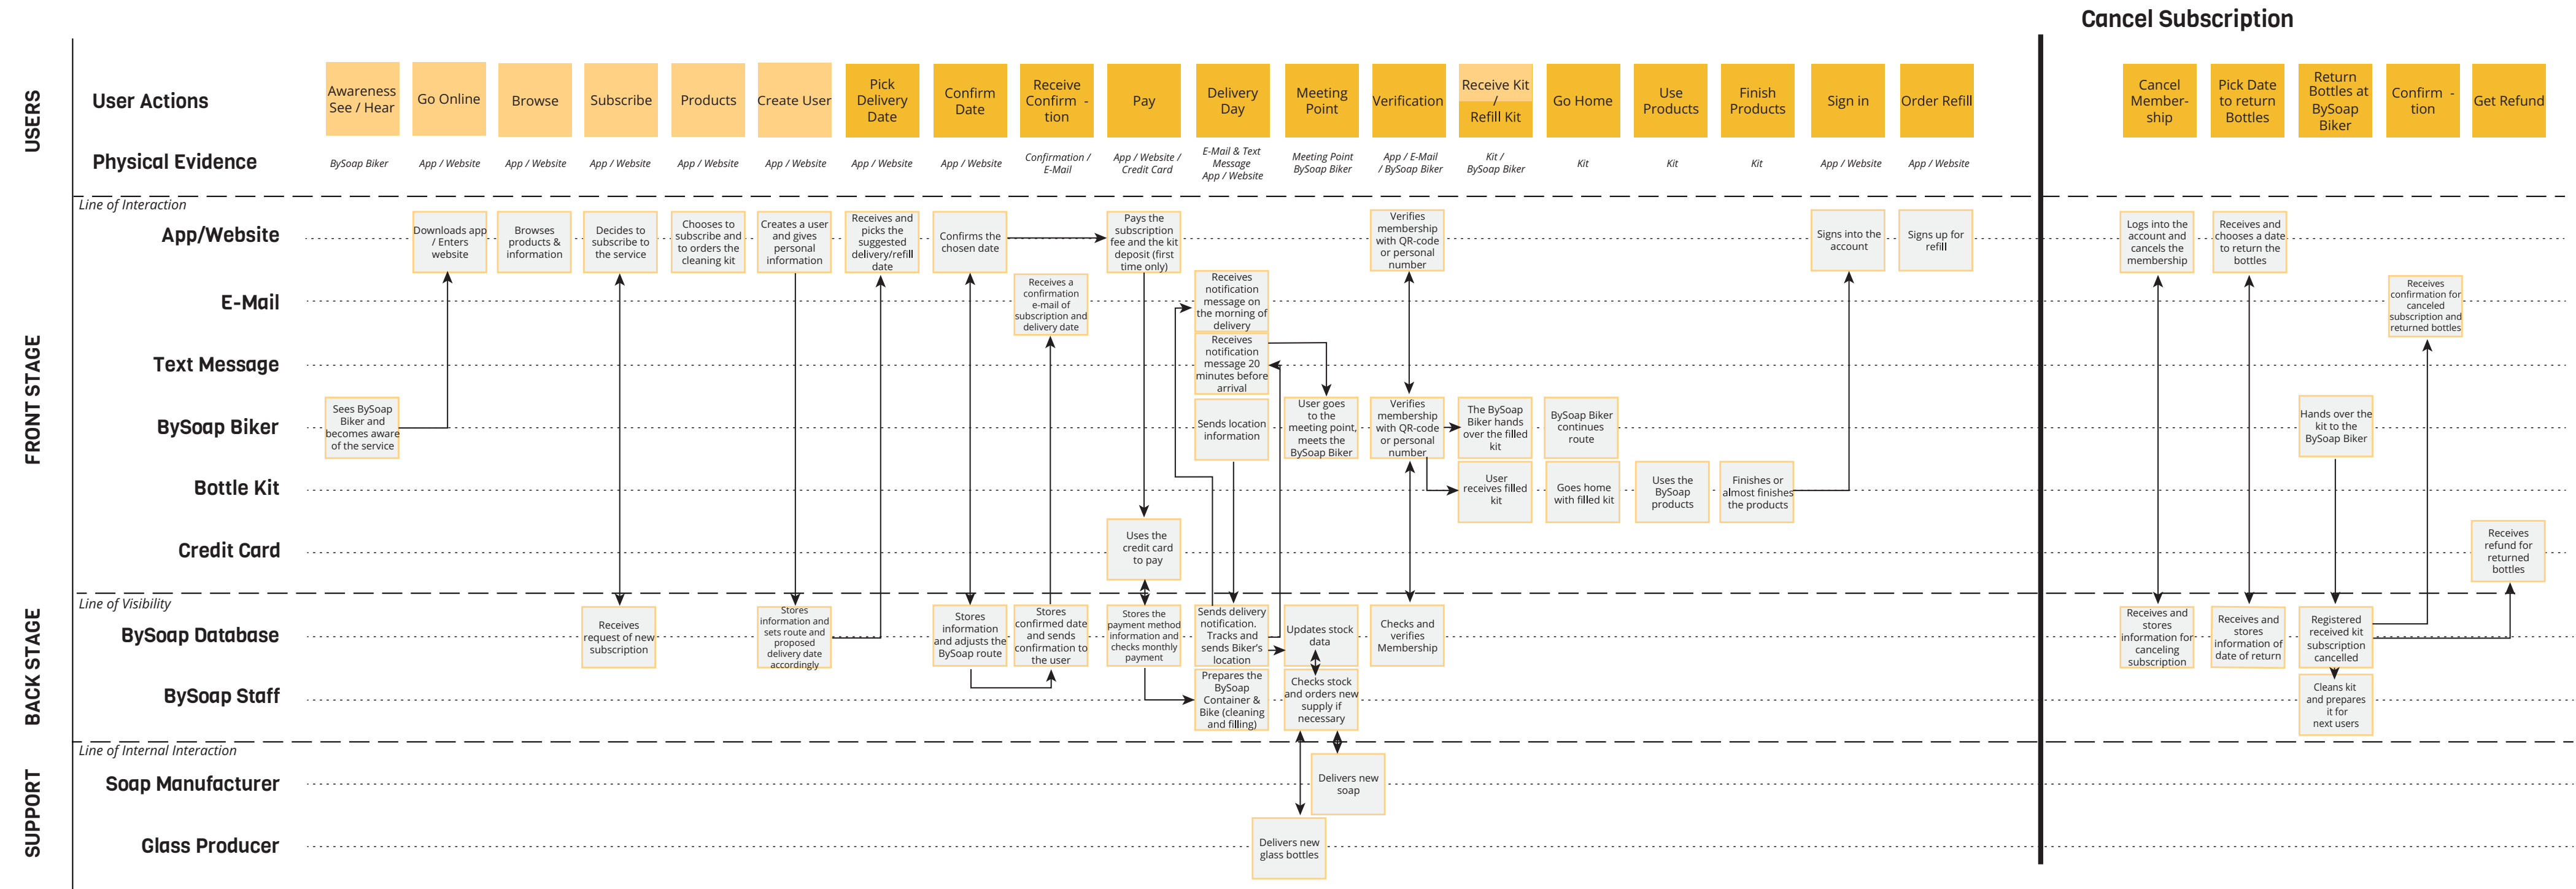 Cancel Subscription
USERS
User Actions
Awareness
See / Hear
Go Online
Browse
Subscribe
Products
Create User
Pick
Delivery
Date
Confirm
Date
Receive
Confirm -
tion
Pay
Delivery
Day
Meeting
Point
Verification
Receive Kit
/
Refill Kit
Go Home
Use
Products
Finish
Products
Sign in
Order Refill
Cancel
Member-
ship
Pick Date
to return
Bottles
Return
Bottles at
BySoap
Biker
Confirm -
tion
Get Refund
Physical Evidence
BySoap Biker
App / Website
App / Website
App / Website
App / Website
App / Website
App / Website
App / Website
Confirmation /
E-Mail
App / Website /
Credit Card
E-Mail & Text
Message
App / Website
Meeting Point
BySoap Biker
App / E-Mail
/ BySoap Biker
Kit /
BySoap Biker
Kit
Kit
Kit
App / Website
App / Website
Line of Interaction
FRONT STAGE
App/Website
Downloads app
/ Enters
website
Browses
products &
information
Decides to
subscribe to
the service
Chooses to
subscribe and
to orders the
cleaning kit
Creates a user
and gives
personal
information
Receives and
picks the
suggested
delivery/refill
date
Confirms the
chosen date
Pays the
subscription
fee and the kit
deposit (first
time only)
Verifies
membership
with QR-code
or personal
number
Signs into the
account
Signs up for
refill
Logs into the
account and
cancels the
membership
Receives and
chooses a date
to return the
bottles
E-Mail
Receives a
confirmation
e-mail of
subscription and
delivery date
Receives
notification
message on
the morning of
delivery
Receives
confirmation for
canceled
subscription and
returned bottles
Text Message
Receives
notification
message 20
minutes before
arrival
BySoap Biker
Sees BySoap
Biker and
becomes aware
of the service
Sends location
information
User goes
to the
meeting point,
meets the
BySoap Biker
Verifies
membership
with QR-code
or personal
number
The BySoap
Biker hands
over the filled
kit
BySoap Biker
continues
route
Hands over the
kit to the
BySoap Biker
Bottle Kit
User
receives filled
kit
Goes home
with filled kit
Uses the
BySoap
products
Finishes or
almost finishes
the products
Credit Card
Uses the
credit card
to pay
Receives
refund for
returned
bottles
Line of Visibility
BACK STAGE
BySoap Database
Receives
request of new
subscription
Stores
information and
sets route and
proposed
delivery date
accordingly
Stores
information
and adjusts the
BySoap route
Stores
confirmed date
and sends
confirmation to
the user
Stores the
payment method
information and
checks monthly
payment
Sends delivery
notification.
Tracks and
sends Biker's
location
Updates stock
data
Checks and
verifies
Membership
Receives and
stores
information for
canceling
subscription
Receives and
stores
information of
date of return
Registered
received kit
subscription
cancelled
BySoap Staff
Prepares the
BySoap
Container &
Bike (cleaning
and filling)
Checks stock
and orders new
supply if
necessary
Cleans kit
and prepares
it for
next users
Line of Internal Interaction
SUPPORT
Soap Manufacturer
Delivers new
soap
Glass Producer
Delivers new
glass bottles